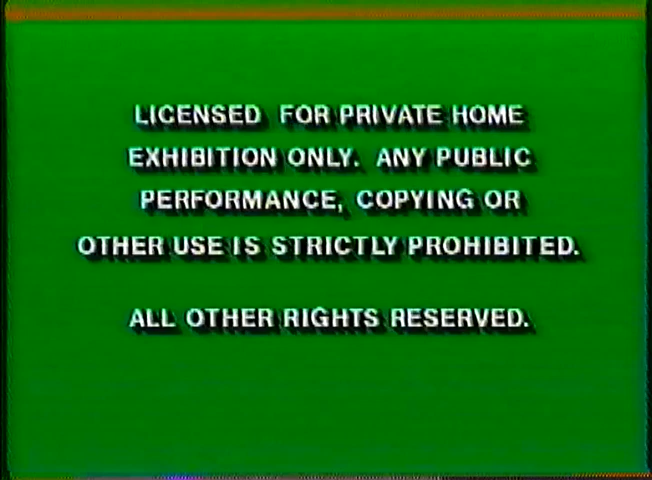 LICENSED FOR PRIVATE HOME
EXHIBITION ONLY. ANY PUBLIC
PERFORMANCE, COPYING OR
OTHER USE IS STRICTLY PROHIBITED.
ALL OTHER RIGHTS RESERVED.